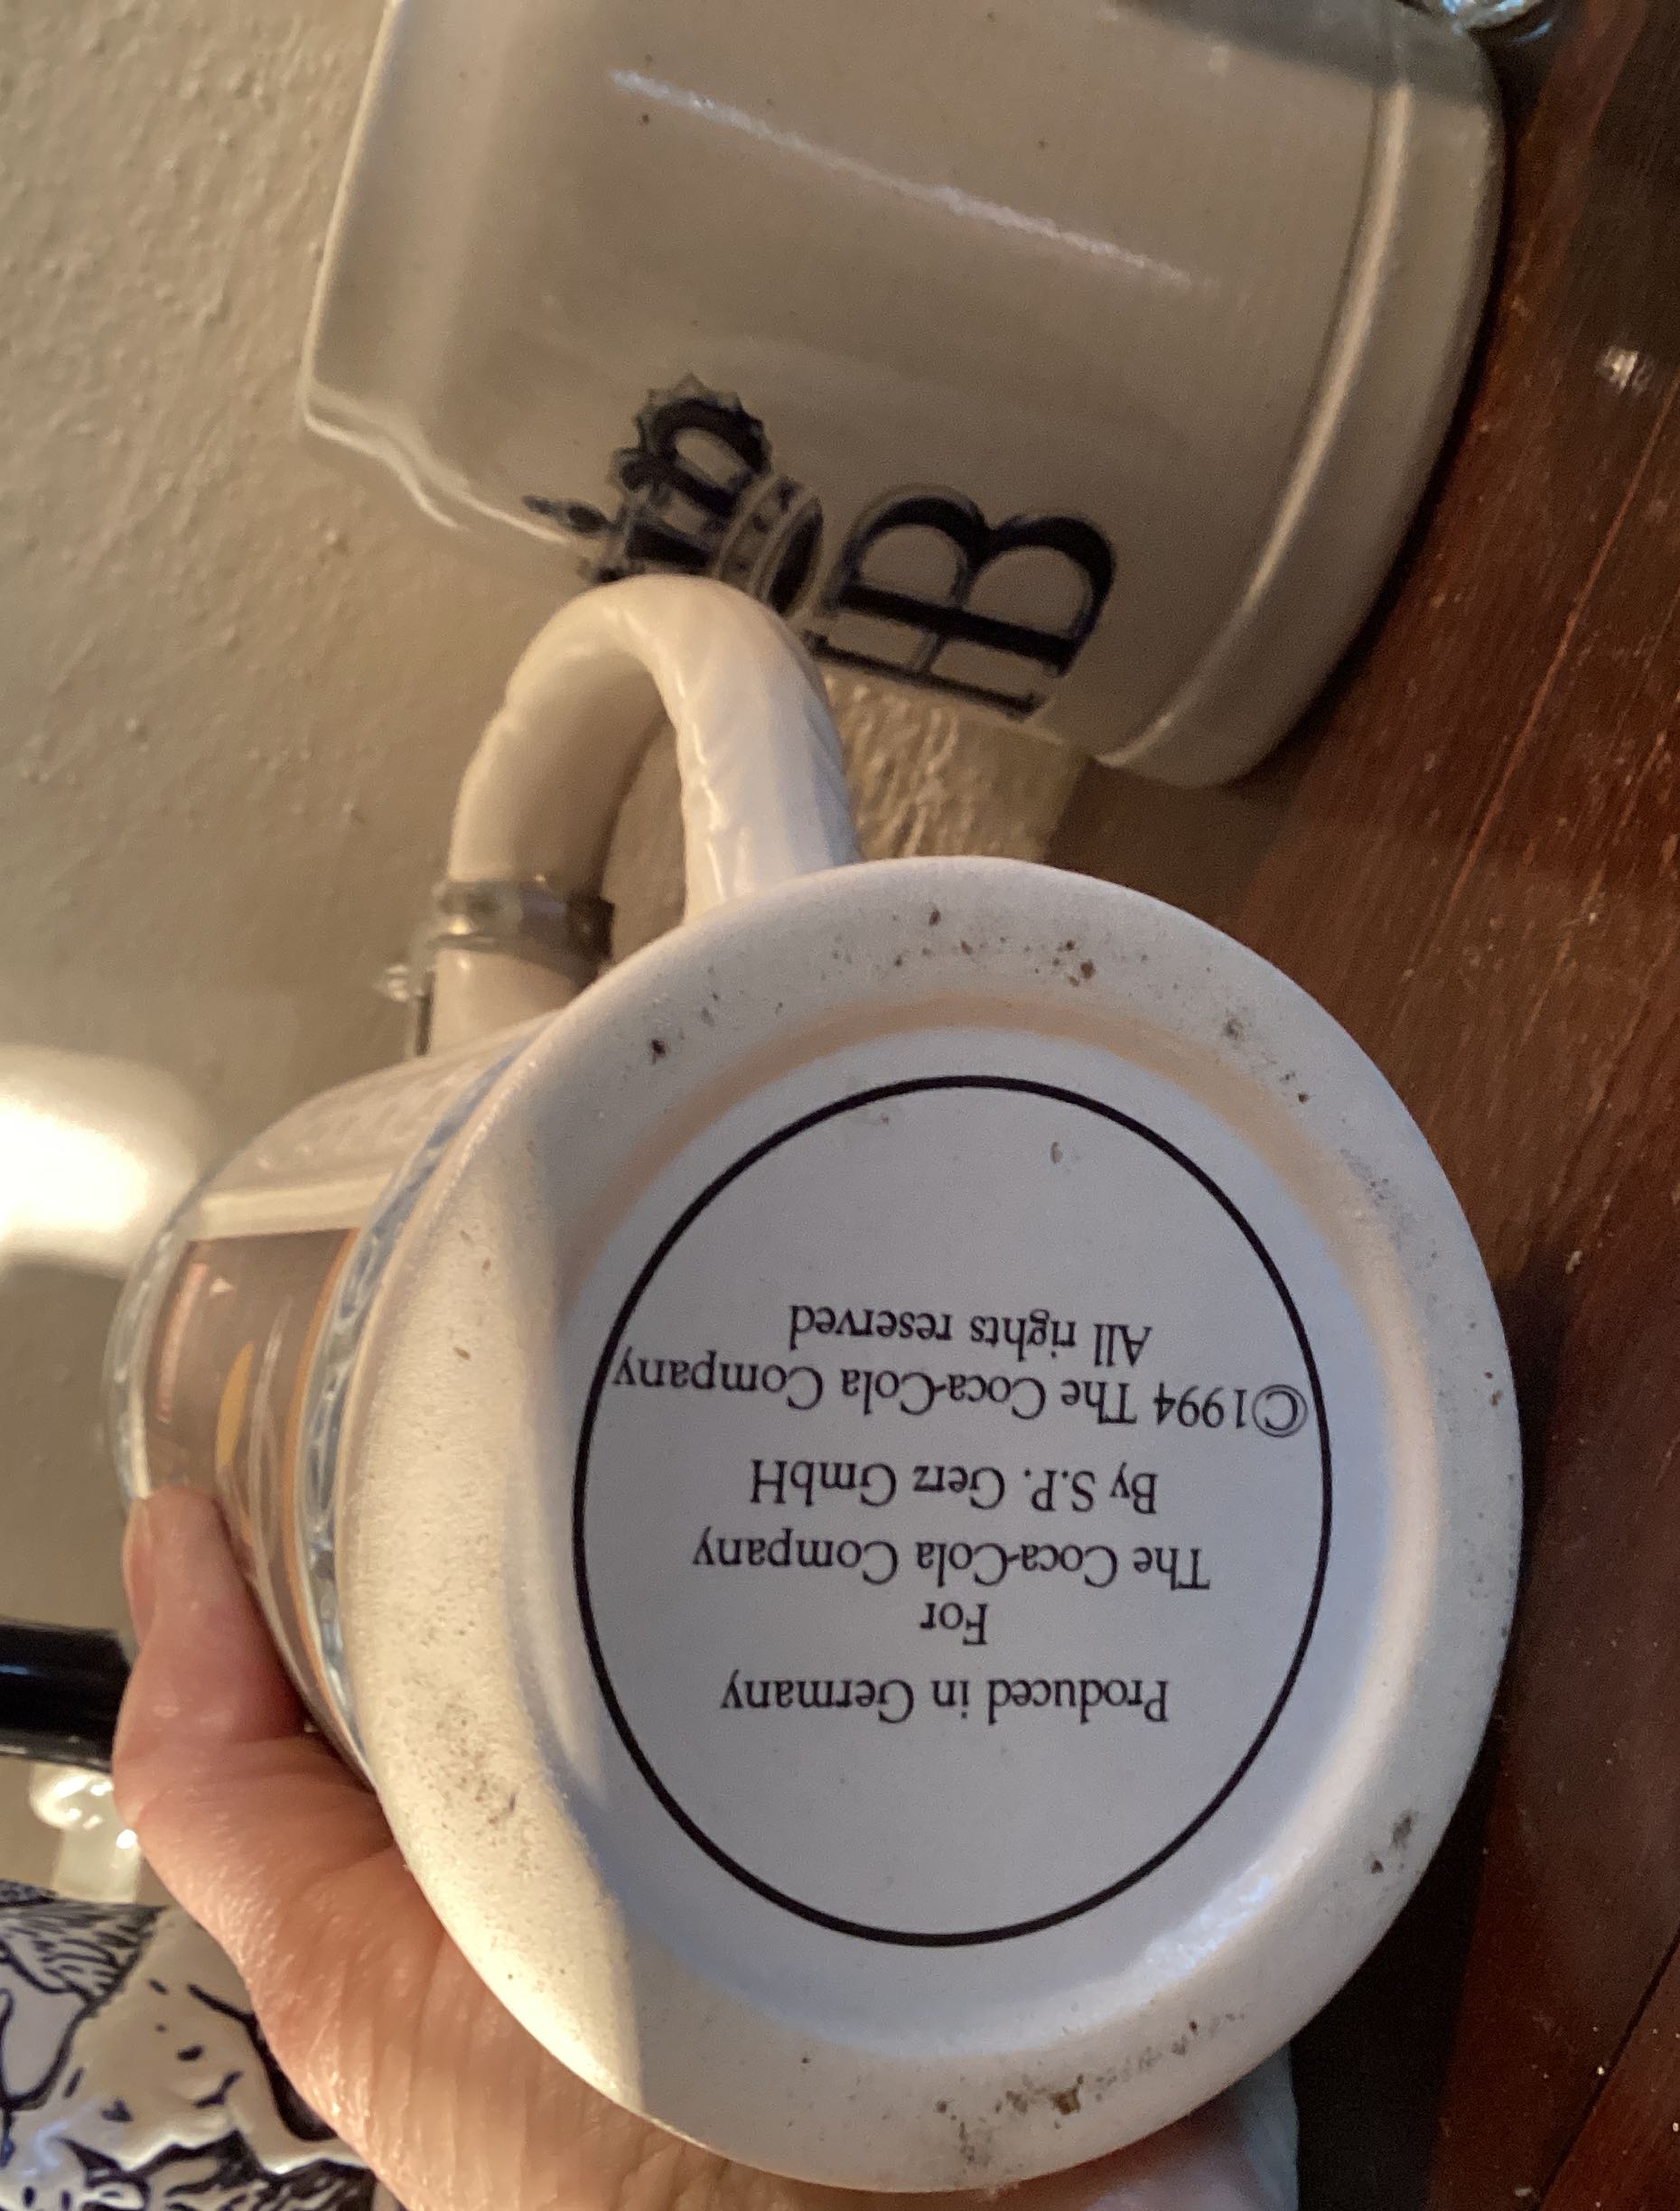 Produced in Germany
For
The Coca-Cola Company
By S.P. Gerz GmbH
©1994 The Coca-Cola Company
All rights reserved
HB